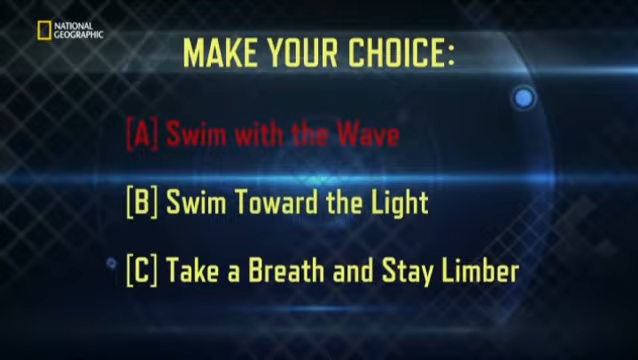 NATIONAL
GEOGRAPHIC
MAKE YOUR CHOICE:
[A] Swim with the Wave
[B] Swim Toward the Light
[C] Take a Breath and Stay Limber